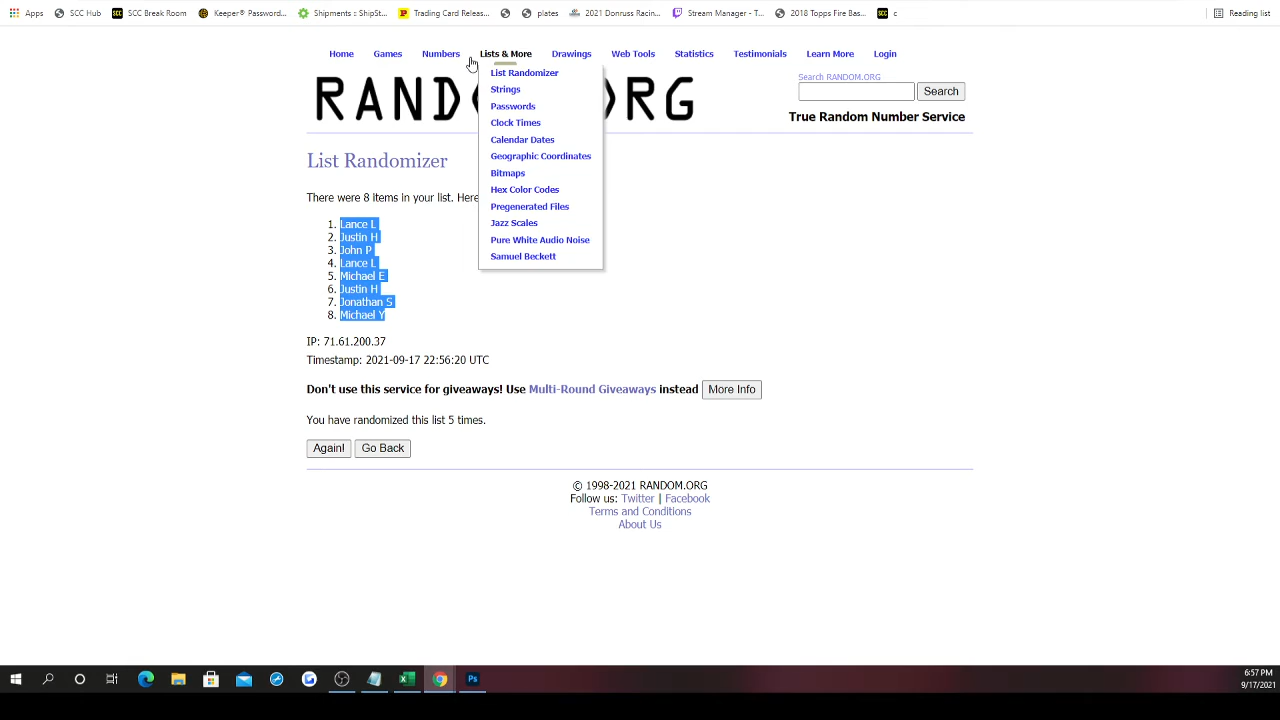 Apps SCC Hub SCC Break Room Keeper® Password... Shipments :: ShipSt... Trading Card Releas... plates 2021 Donruss Racin... Stream Manager - T... 2018 Topps Fire Bas... c Reading list
Home Games Numbers Lists & More Drawings Web Tools Statistics Testimonials Learn More Login
List Randomizer
Strings
Passwords
Clock Times
Calendar Dates
Geographic Coordinates
Bitmaps
Hex Color Codes
Pregenerated Files
Jazz Scales
Pure White Audio Noise
Samuel Beckett
Search RANDOM.ORG
Search
RAND RG
True Random Number Service
List Randomizer
There were 8 items in your list. Here
1. Lance L
2. Justin H
3. John P
4. Lance L
5. Michael E
6. Justin H
7. Jonathan S
8. Michael Y
IP: 71.61.200.37
Timestamp: 2021-09-17 22:56:20 UTC
Don't use this service for giveaways! Use Multi-Round Giveaways instead More Info
You have randomized this list 5 times.
Again! Go Back
© 1998-2021 RANDOM.ORG
Follow us: Twitter | Facebook
Terms and Conditions
About Us
6:57 PM
9/17/2021